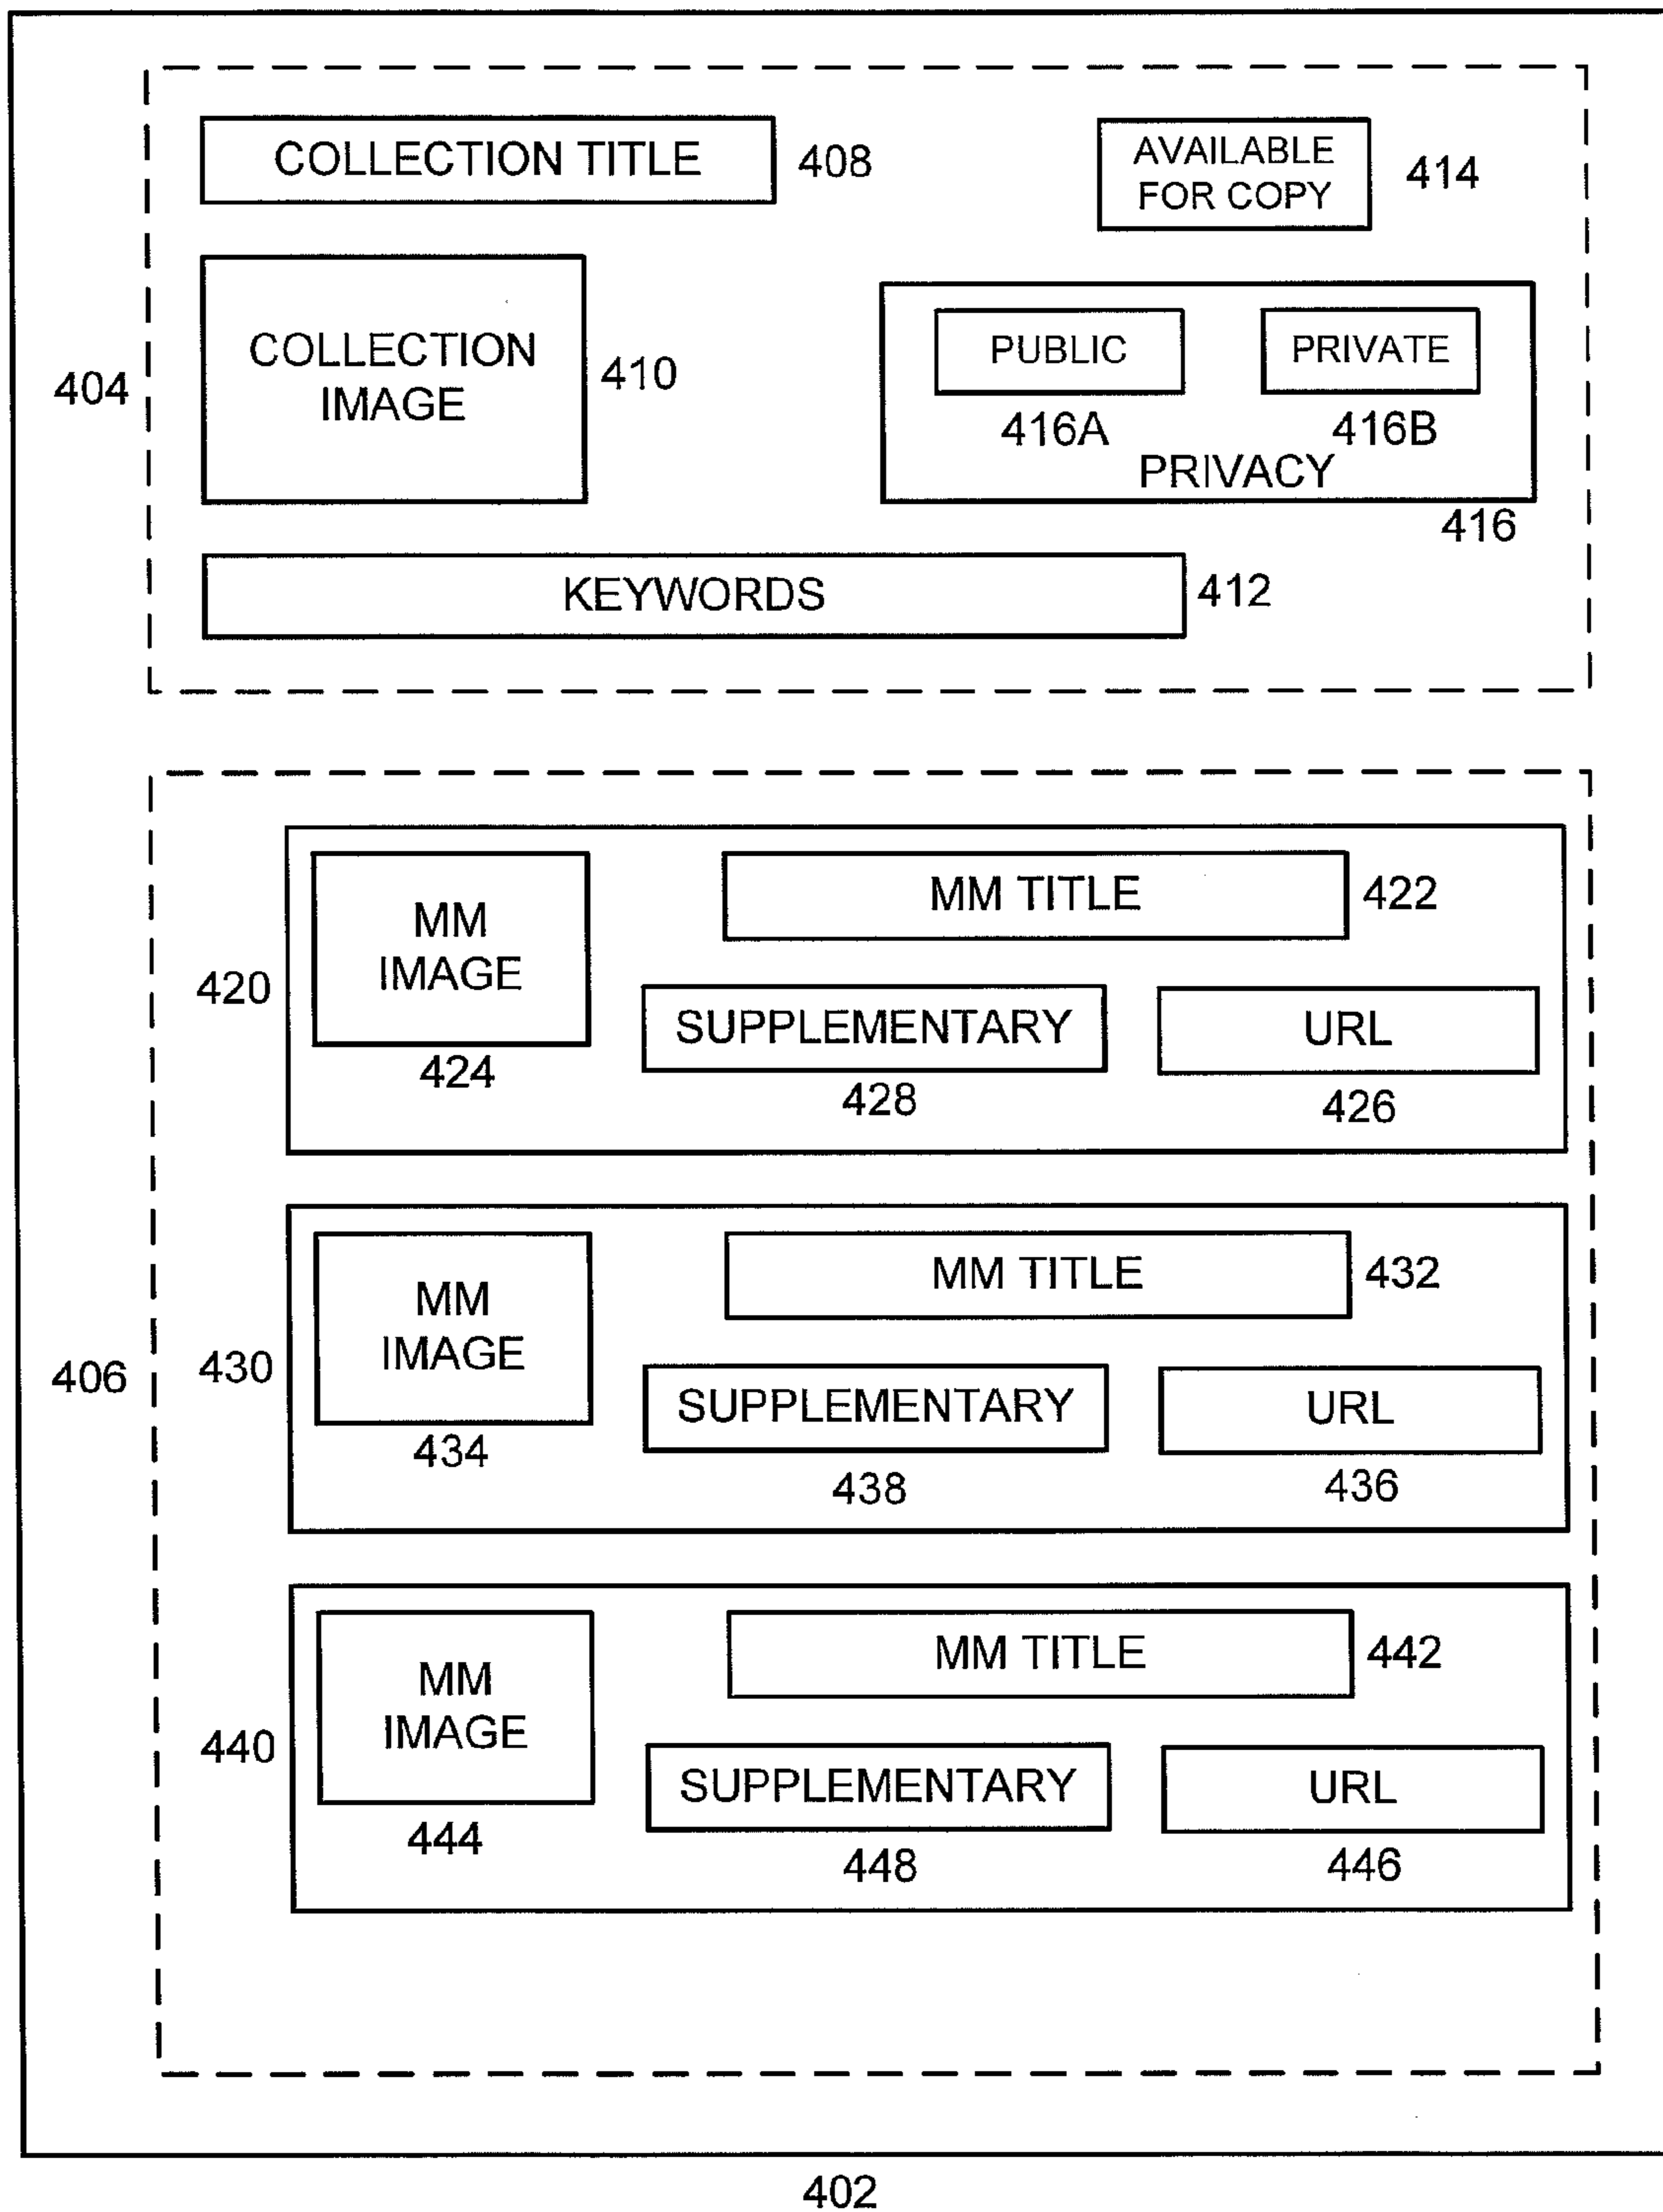 COLLECTION TITLE 408
AVAILABLE
FOR COPY
414
COLLECTION
IMAGE
410
404
PUBLIC
PRIVATE
416A
416B
PRIVACY
416
KEYWORDS 412
MM
IMAGE
424
MM TITLE 422
420
SUPPLEMENTARY
428
URL
426
MM
IMAGE
434
MM TITLE 432
406
430
SUPPLEMENTARY
438
URL
436
MM
IMAGE
444
MM TITLE 442
440
SUPPLEMENTARY
448
URL
446
402